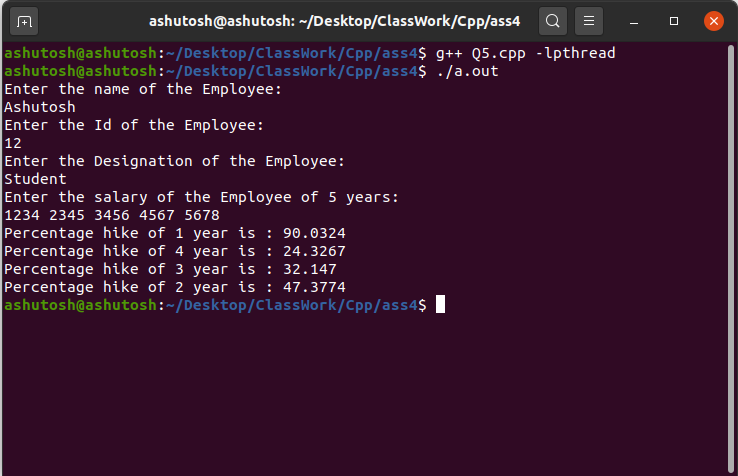 ashutosh@ashutosh: ~/Desktop/ClassWork/Cpp/ass4
ashutosh@ashutosh:~/Desktop/ClassWork/Cpp/ass4$ g++ Q5.cpp -lpthread
ashutosh@ashutosh:~/Desktop/ClassWork/Cpp/ass4$ ./a.out
Enter the name of the Employee:
Ashutosh
Enter the Id of the Employee:
12
Enter the Designation of the Employee:
Student
Enter the salary of the Employee of 5 years:
1234 2345 3456 4567 5678
Percentage hike of 1 year is : 90.0324
Percentage hike of 4 year is : 24.3267
Percentage hike of 3 year is : 32.147
Percentage hike of 2 year is : 47.3774
ashutosh@ashutosh:~/Desktop/ClassWork/Cpp/ass4$